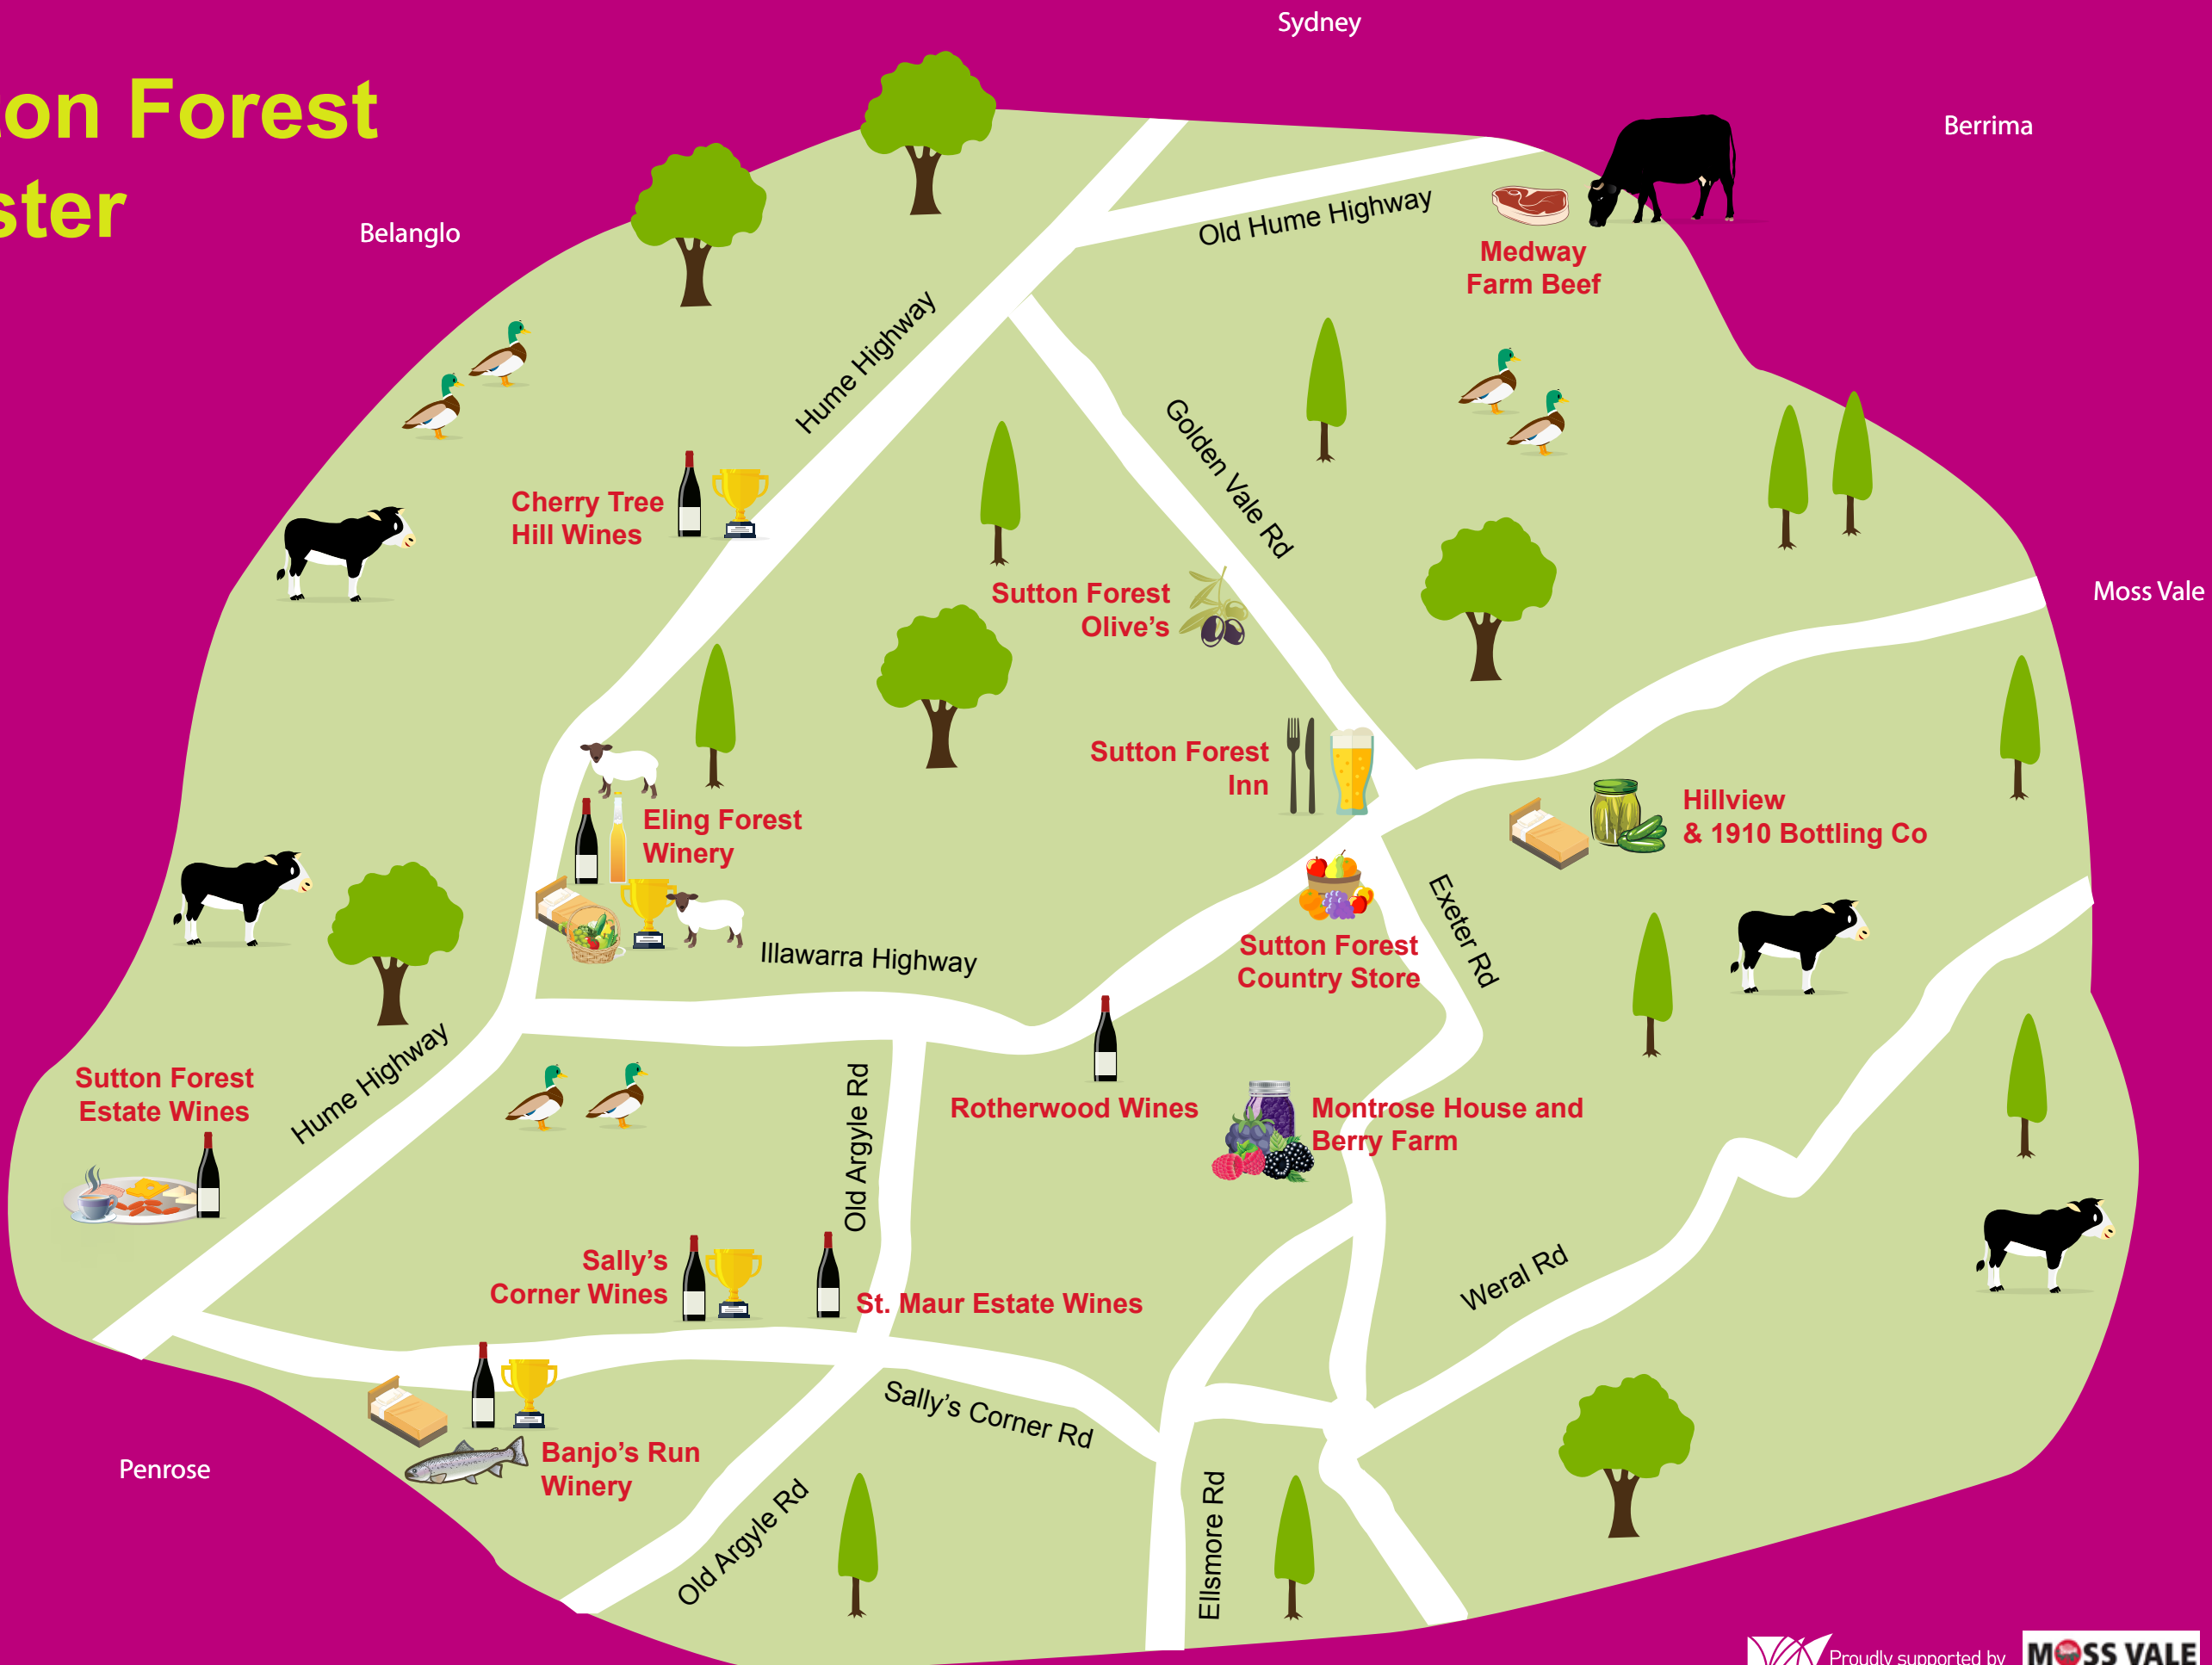 Sydney
on Forest
ster
Berrima
Belanglo
Old Hume Highway
Medway
Farm Beef
Hume Highway
Golden Vale Rd
Cherry Tree
Hill Wines
Sutton Forest
Olive's
Moss Vale
Sutton Forest
Inn
Hillview
& 1910 Bottling Co
Eling Forest
Winery
Illawarra Highway
Exeter Rd
Sutton Forest
Country Store
Hume Highway
Sutton Forest
Estate Wines
Old Argyle Rd
Rotherwood Wines
Montrose House and
Berry Farm
Sally's
Corner Wines
St. Maur Estate Wines
Weral Rd
Sally's Corner Rd
Banjo's Run
Winery
Penrose
Old Argyle Rd
Ellsmore Rd
Proudly supported by
MOSS VALE